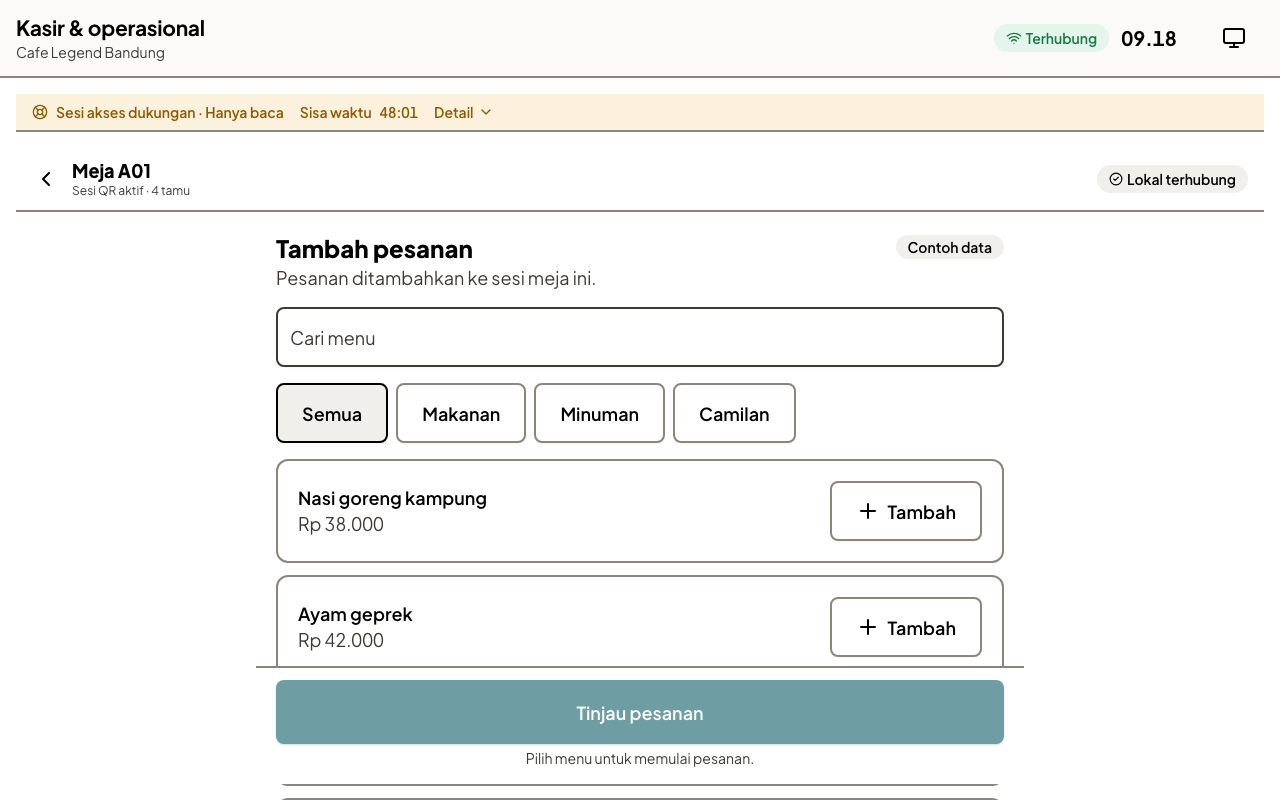 Kasir & operasional
Cafe Legend Bandung
Terhubung
09.18
Sesi akses dukungan · Hanya baca
Sisa waktu 48:01
Detail
Meja A01
Sesi QR aktif · 4 tamu
Lokal terhubung
Tambah pesanan
Contoh data
Pesanan ditambahkan ke sesi meja ini.
Cari menu
Semua
Makanan
Minuman
Camilan
Nasi goreng kampung
Rp 38.000
Tambah
Ayam geprek
Rp 42.000
Tambah
Tinjau pesanan
Pilih menu untuk memulai pesanan.